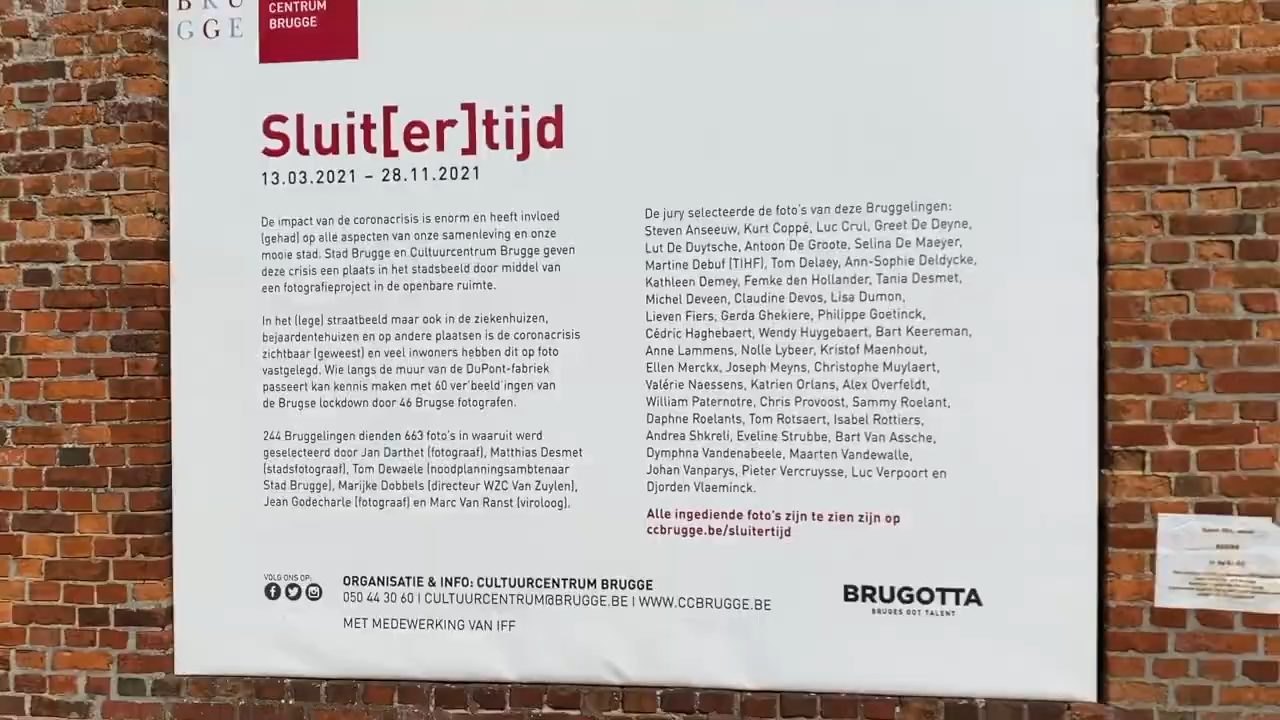 BRU
GGE
CENTRUM
BRUGGE
Sluit[er]tijd
13.03.2021 – 28.11.2021
De impact van de coronacrisis is enorm en heeft invloed
(gehad) op alle aspecten van onze samenleving en onze
mooie stad. Stad Brugge en Cultuurcentrum Brugge geven
deze crisis een plaats in het stadsbeeld door middel van
een fotografieproject in de openbare ruimte.
In het (lege) straatbeeld maar ook in de ziekenhuizen,
bejaardentehuizen en op andere plaatsen is de coronacrisis
zichtbaar (geweest) en veel inwoners hebben dit op foto
vastgelegd. Wie langs de muur van de DuPont-fabriek
passeert kan kennis maken met 60 ver'beeld'ingen van
de Brugse lockdown door 46 Brugse fotografen.
244 Bruggelingen dienden 663 foto's in waaruit werd
geselecteerd door Jan Darthet (fotograaf), Matthias Desmet
(stadsfotograaf), Tom Dewaele (noodplanningsambtenaar
Stad Brugge), Marijke Dobbels (directeur WZC Van Zuylen),
Jean Godecharle (fotograaf) en Marc Van Ranst (viroloog).
De jury selecteerde de foto's van deze Bruggelingen:
Steven Anseeuw, Kurt Coppé, Luc Crul, Greet De Deyne,
Lut De Duytsche, Antoon De Groote, Selina De Maeyer,
Martine Debuf (TIHF), Tom Delaey, Ann-Sophie Deldycke,
Kathleen Demey, Femke den Hollander, Tania Desmet,
Michel Deveen, Claudine Devos, Lisa Dumon,
Lieven Fiers, Gerda Ghekiere, Philippe Goetinck,
Cédric Haghebaert, Wendy Huygebaert, Bart Keereman,
Anne Lammens, Nolle Lybeer, Kristof Maenhout,
Ellen Merckx, Joseph Meyns, Christophe Muylaert,
Valérie Naessens, Katrien Orlans, Alex Overfeldt,
William Paternotre, Chris Provoost, Sammy Roelant,
Daphne Roelants, Tom Rotsaert, Isabel Rottiers,
Andrea Shkreli, Eveline Strubbe, Bart Van Assche,
Dymphna Vandenabeele, Maarten Vandewalle,
Johan Vanparys, Pieter Vercruysse, Luc Verpoort en
Djorden Vlaeminck.
Alle ingediende foto's zijn te zien zijn op
ccbrugge.be/sluitertijd
VOLG ONS OP:
ORGANISATIE & INFO: CULTUURCENTRUM BRUGGE
050 44 30 60 | CULTUURCENTRUM@BRUGGE.BE | WWW.CCBRUGGE.BE
MET MEDEWERKING VAN IFF
BRUGOTTA
BRUGES GOT TALENT